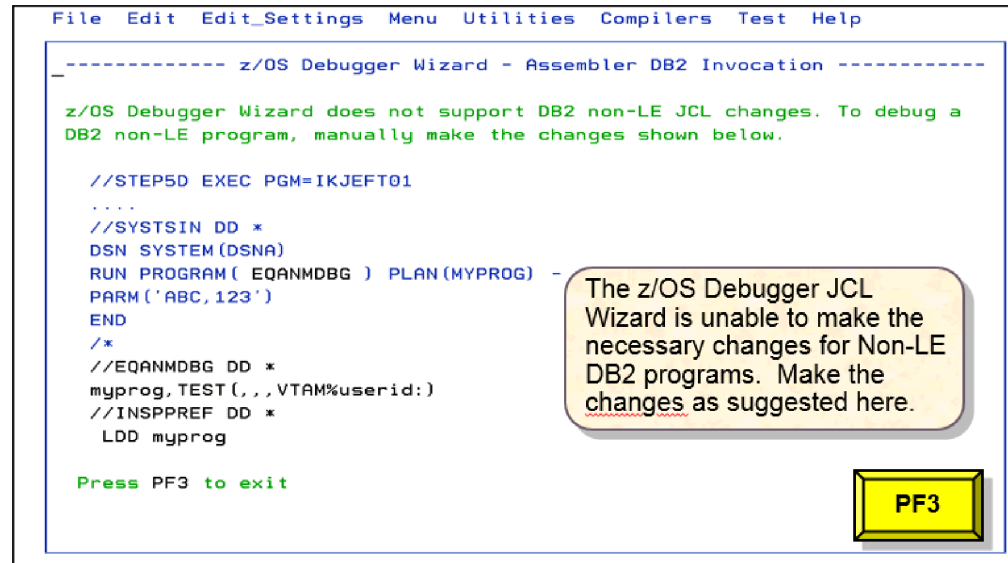 File Edit Edit_Settings Menu Utilities Compilers Test Help
_------------- z/OS Debugger Wizard - Assembler DB2 Invocation ------------
z/OS Debugger Wizard does not support DB2 non-LE JCL changes. To debug a
DB2 non-LE program, manually make the changes shown below.
//STEP5D EXEC PGM=IKJEFT01
....
//SYSTSIN DD *
DSN SYSTEM(DSNA)
RUN PROGRAM( EQANMDBG ) PLAN(MYPROG) -
PARM('ABC,123')
END
/*
//EQANMDBG DD *
myprog,TEST(,,,VTAM%userid:)
//INSPPREF DD *
LDD myprog
Press PF3 to exit
The z/OS Debugger JCL
Wizard is unable to make the
necessary changes for Non-LE
DB2 programs. Make the
changes as suggested here.
PF3